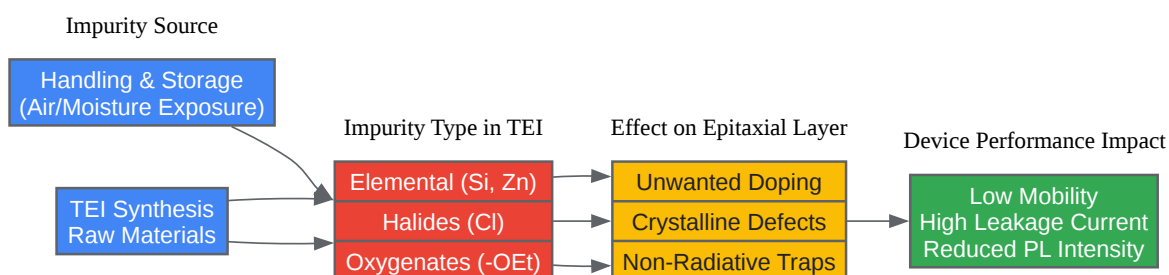 Impurity Source
Handling & Storage
(Air/Moisture Exposure)
TEI Synthesis
Raw Materials
Impurity Type in TEI
Elemental (Si, Zn)
Halides (Cl)
Oxygenates (-OEt)
Effect on Epitaxial Layer
Unwanted Doping
Crystalline Defects
Non-Radiative Traps
Device Performance Impact
Low Mobility
High Leakage Current
Reduced PL Intensity